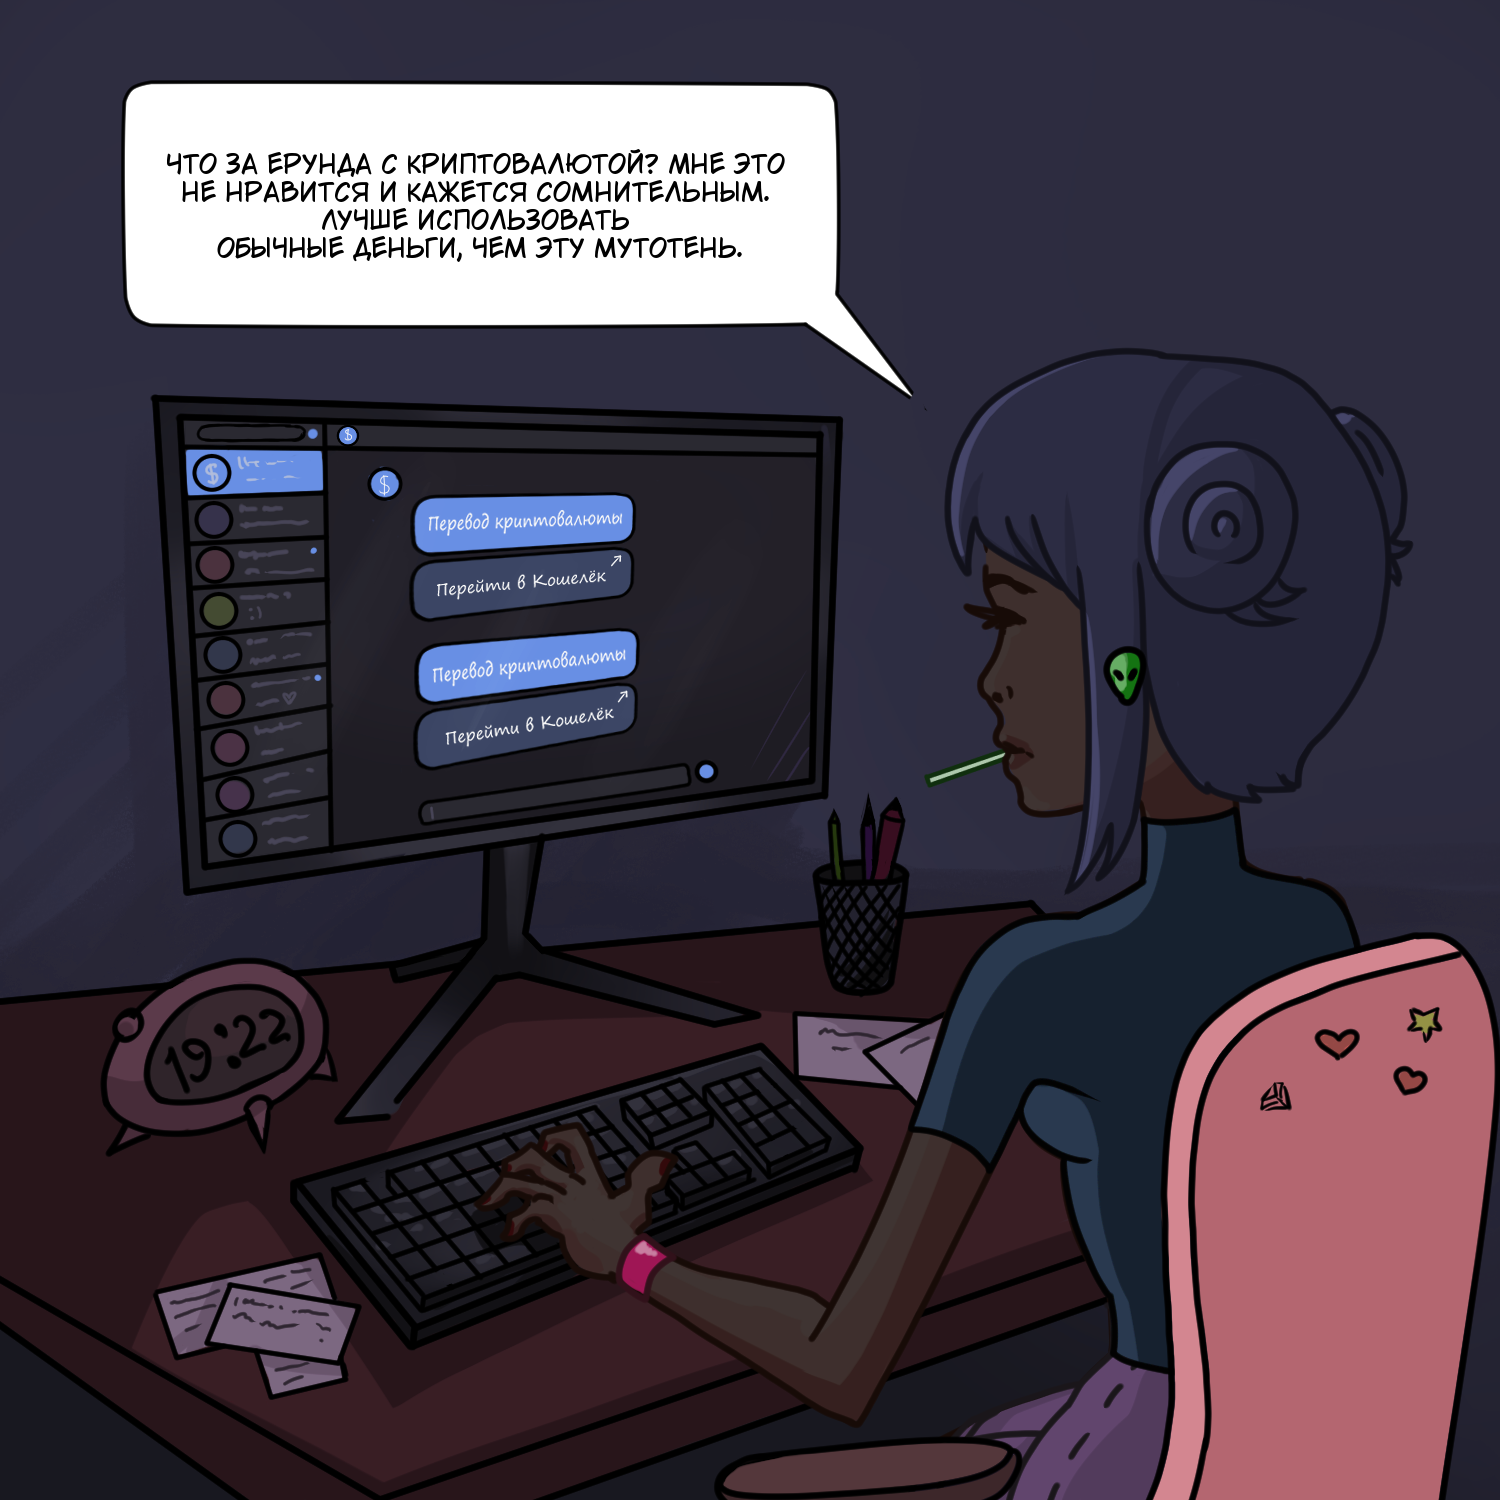 ЧТО ЗА ЕРУНДА С КРИПТОВАЛЮТОЙ? МНЕ ЭТО
НЕ НРАВИТСЯ И КАЖЕТСЯ СОМНИТЕЛЬНЫМ.
ЛУЧШЕ ИСПОЛЬЗОВАТЬ
ОБЫЧНЫЕ ДЕНЬГИ, ЧЕМ ЭТУ МУТОТЕНЬ.
$
$
$
Перевод криптовалюты
Перейти в Кошелёк
:)
Перевод криптовалюты
Перейти в Кошелёк
19:22